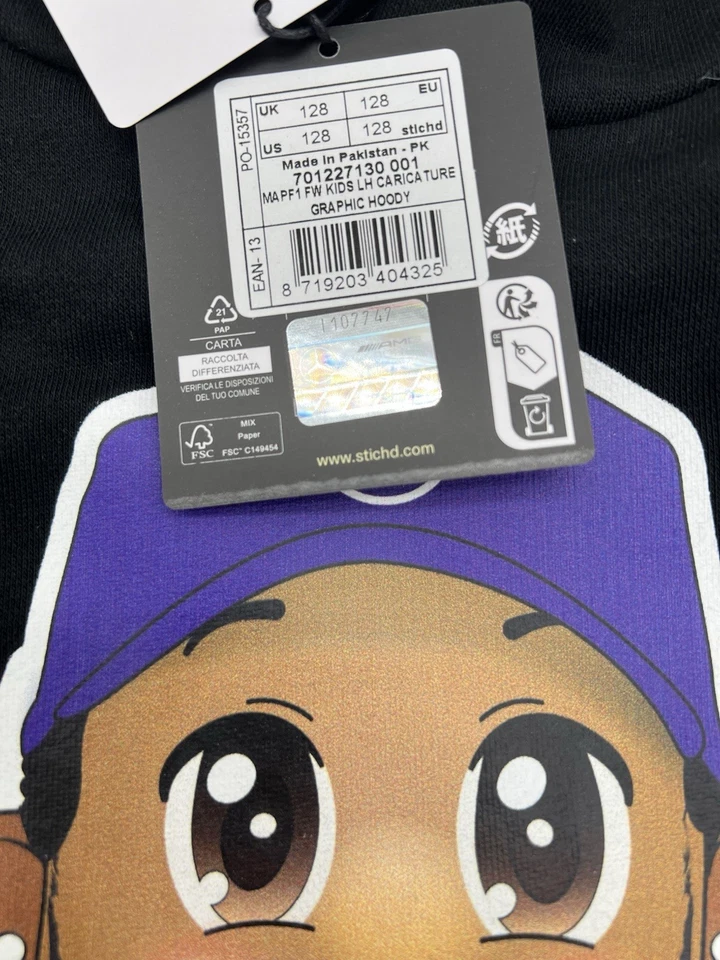 PO-15357
UK 128 128 EU
US 128 128 stichd
Made in Pakistan - PK
701227130 001
MAPF1 FW KIDS LH CARICATURE
GRAPHIC HOODY
EAN- 13
8 719203 404325
紙
21
PAP
CARTA
RACCOLTA
DIFFERENZIATA
VERIFICA LE DISPOSIZIONI
DEL TUO COMUNE
FSC
MIX
Paper
FSC™ C149454
1107747
AMG
FR
www.stichd.com